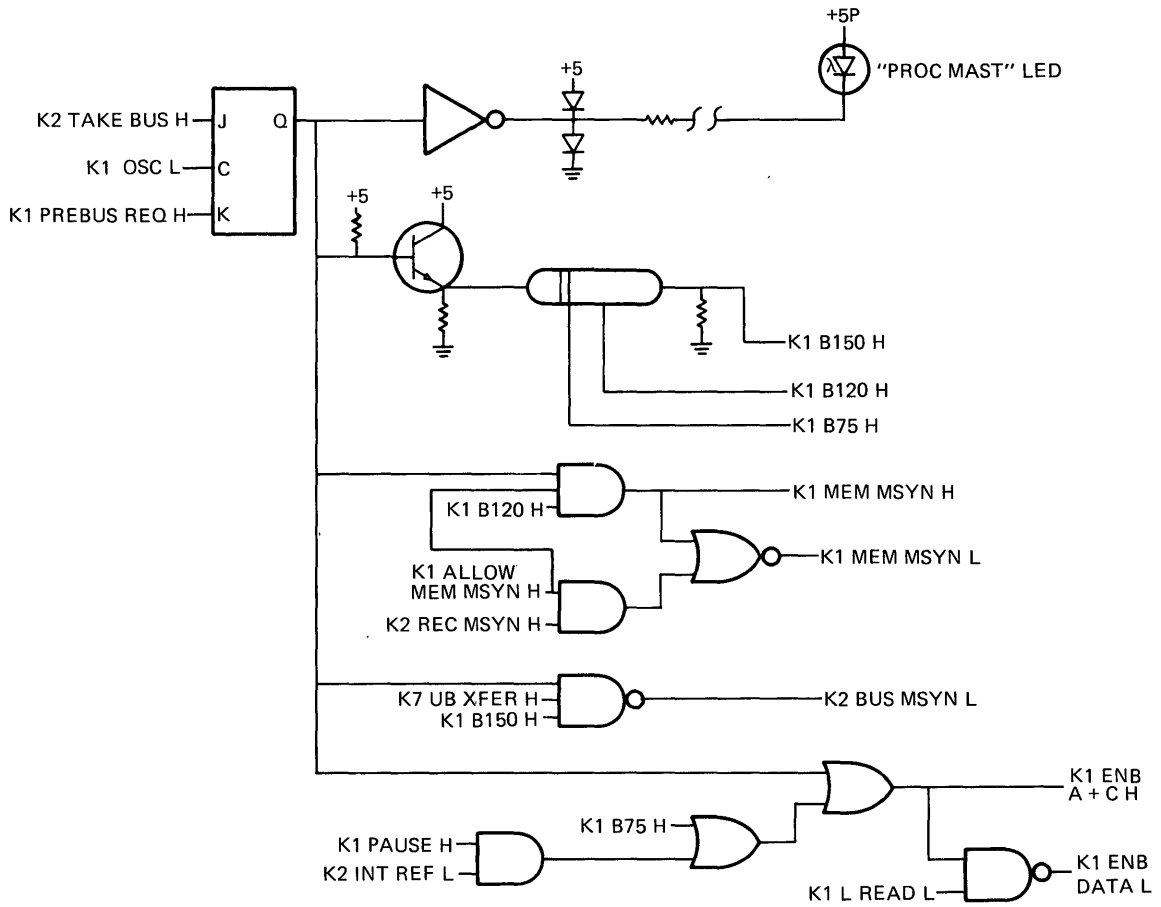 +5P
"PROC MAST" LED
+5
K2 TAKE BUS H
J
Q
K1 OSC L
C
K1 PREBUS REQ H
K
+5
+5
K1 B150 H
K1 B120 H
K1 B75 H
K1 MEM MSYN H
K1 B120 H
K1 MEM MSYN L
K1 ALLOW
MEM MSYN H
K2 REC MSYN H
K7 UB XFER H
K1 B150 H
K2 BUS MSYN L
K1 ENB
A + C H
K1 B75 H
K1 PAUSE H
K2 INT REF L
K1 L READ L
K1 ENB
DATA L